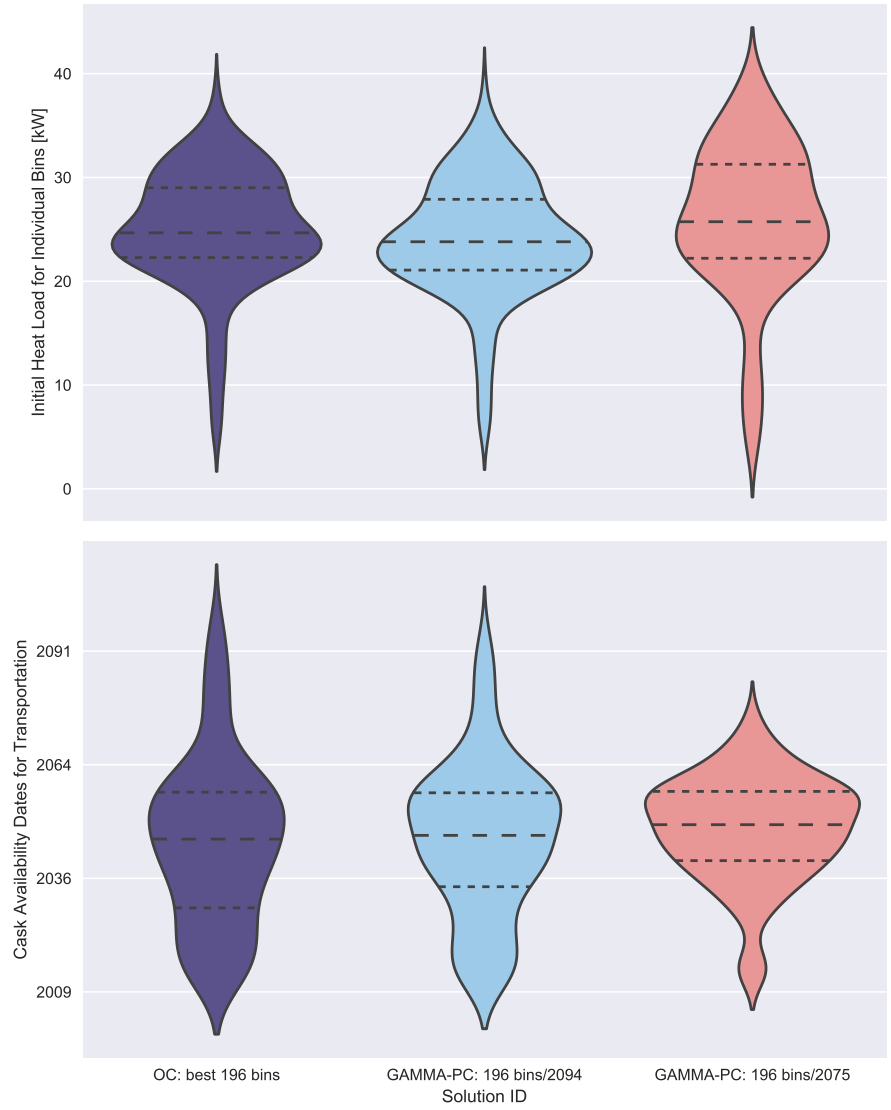 Initial Heat Load for Individual Bins [kW]
40
30
20
10
0
Cask Availability Dates for Transportation
2091
2064
2036
2009
OC: best 196 bins
GAMMA-PC: 196 bins/2094
GAMMA-PC: 196 bins/2075
Solution ID